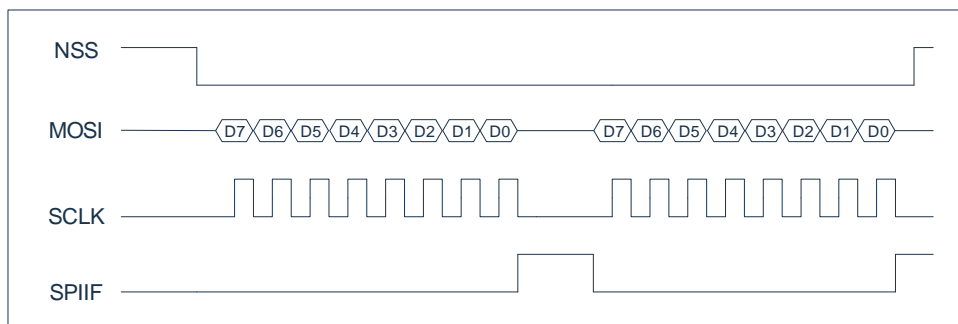 NSS
MOSI D7 D6 D5 D4 D3 D2 D1 D0 D7 D6 D5 D4 D3 D2 D1 D0
SCLK
SPIIF